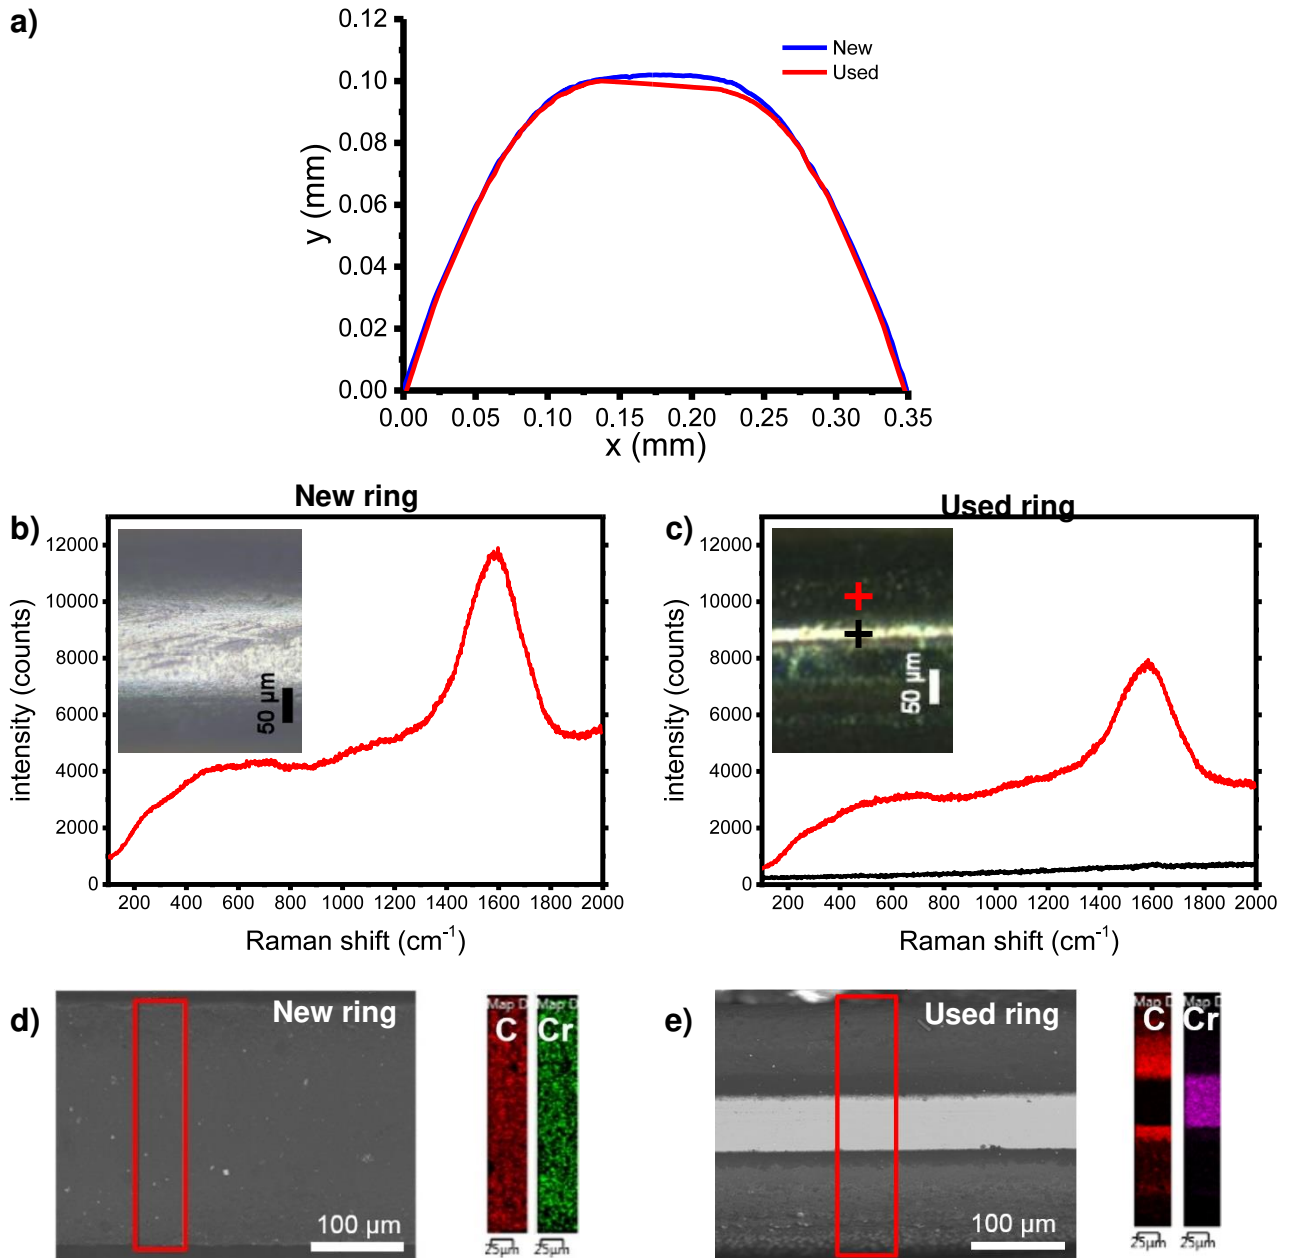 a)
0.12
0.10
0.08
0.06
0.04
0.02
0.00
y (mm)
New
Used
0.00 0.05 0.10 0.15 0.20 0.25 0.30 0.35
x (mm)
New ring
b)
12000
10000
8000
6000
4000
2000
0
intensity (counts)
50 µm
200 400 600 800 1000 1200 1400 1600 1800 2000
Raman shift (cm⁻¹)
Used ring
c)
12000
10000
8000
6000
4000
2000
0
intensity (counts)
50 µm
200 400 600 800 1000 1200 1400 1600 1800 2000
Raman shift (cm⁻¹)
d)
New ring
100 µm
Map D
C
25µm
Map D
Cr
25µm
e)
Used ring
100 µm
Map D
C
25µm
Map D
Cr
25µm